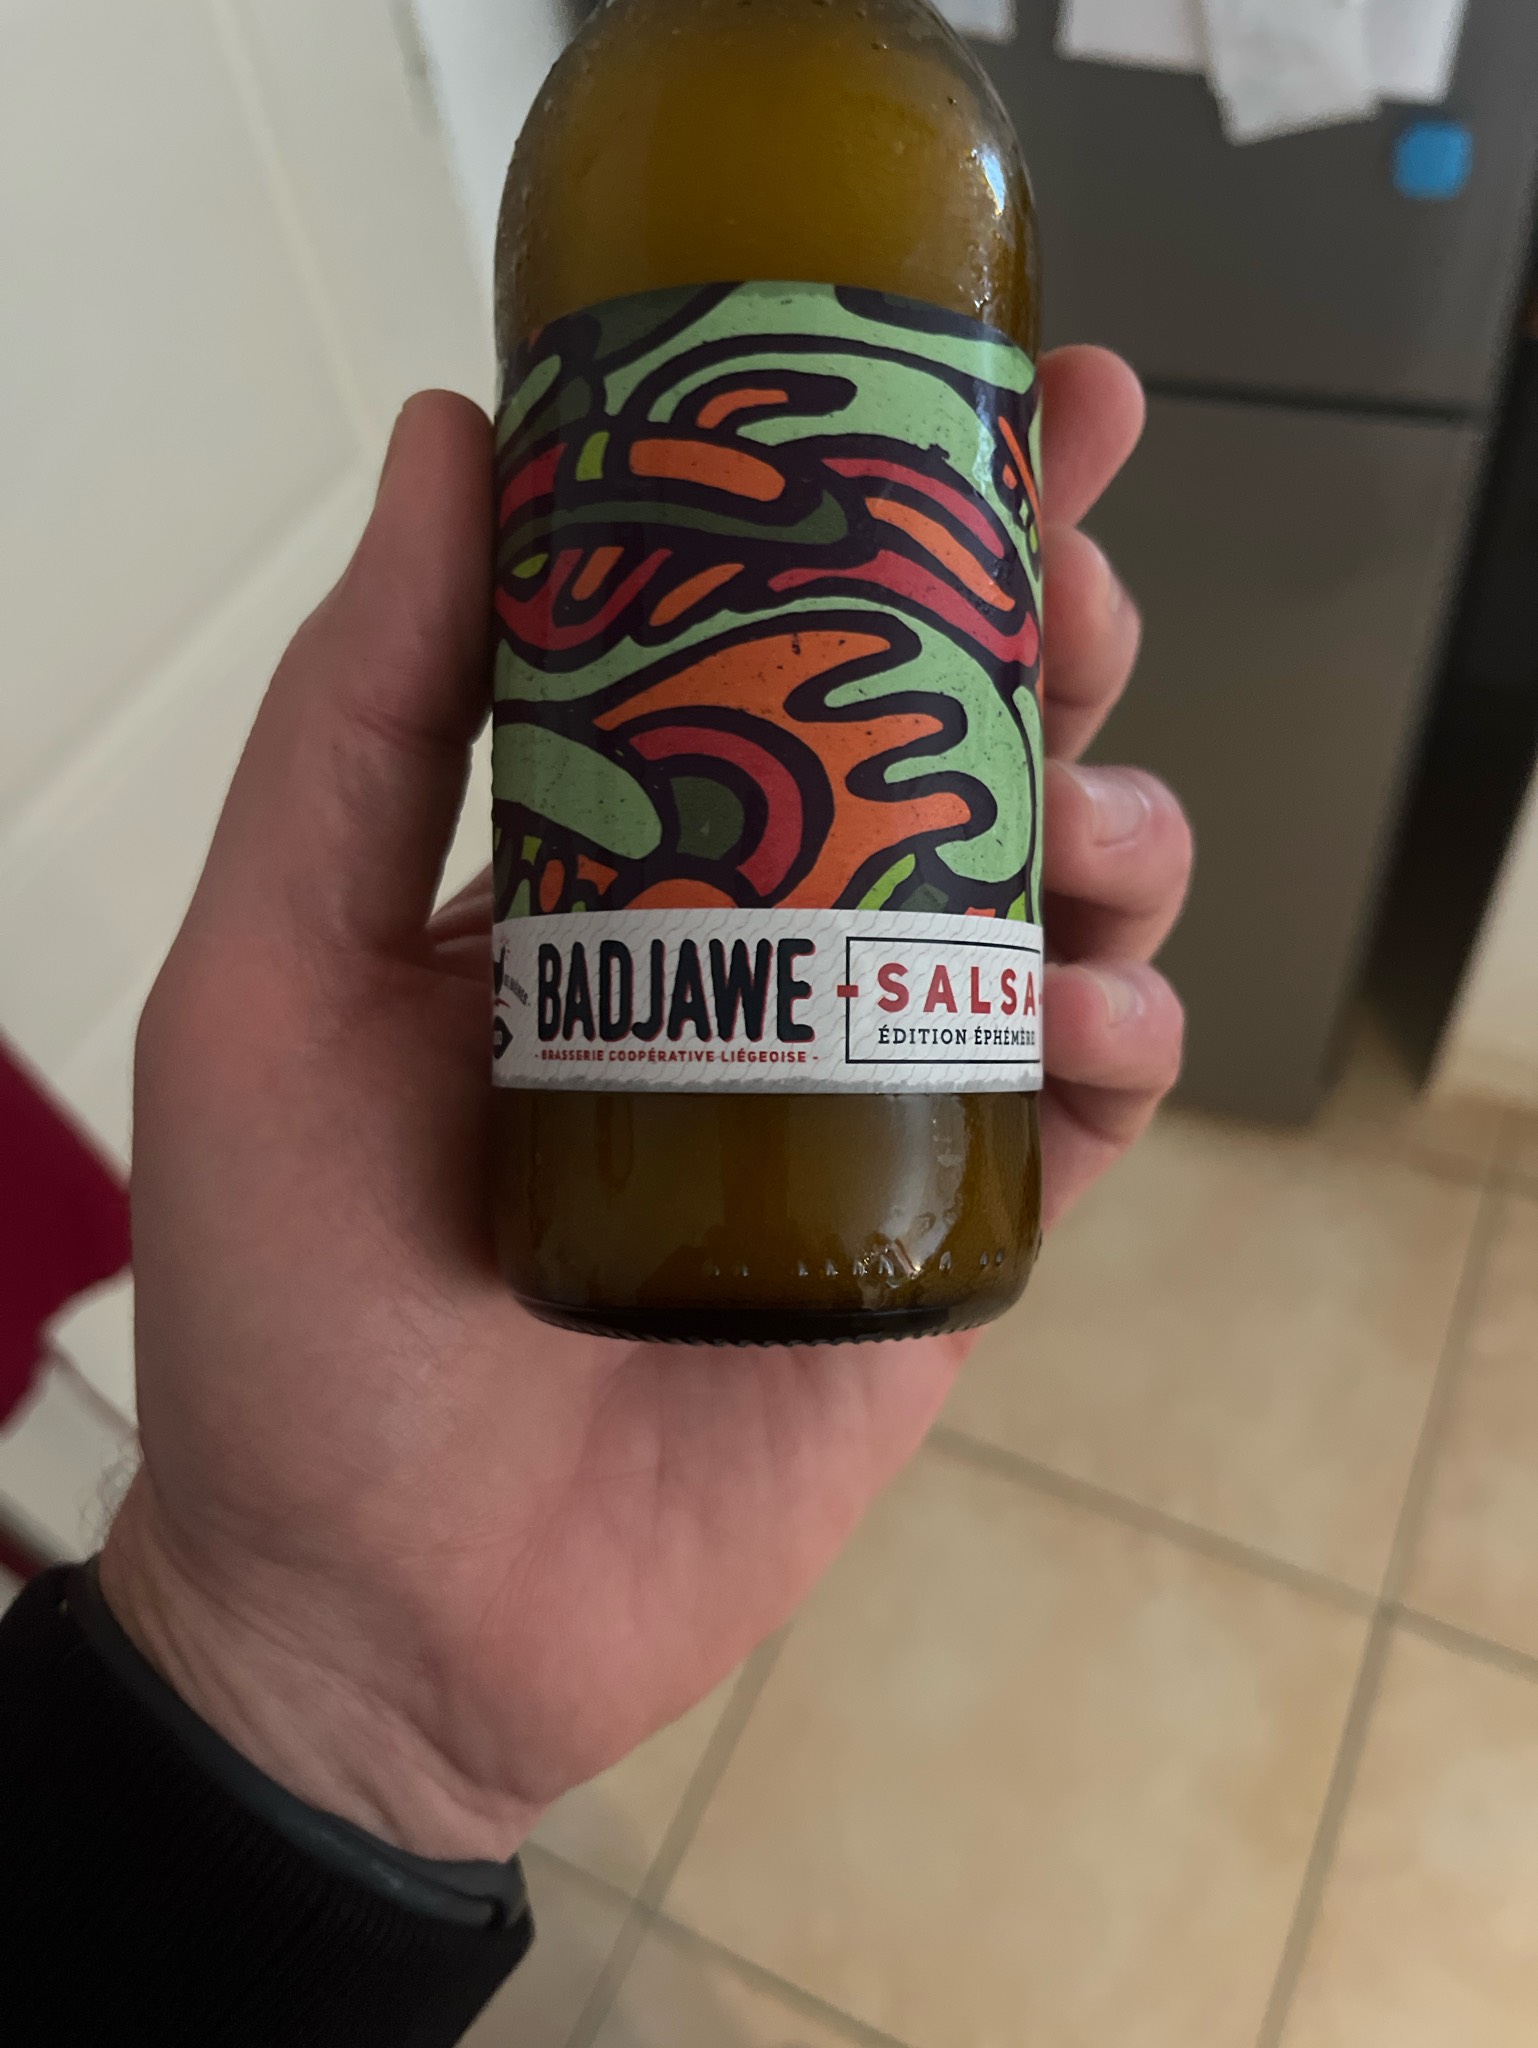 BADJAWE
- BRASSERIE COOPÉRATIVE LIÉGEOISE -
- SALSA -
ÉDITION ÉPHÉMÈRE